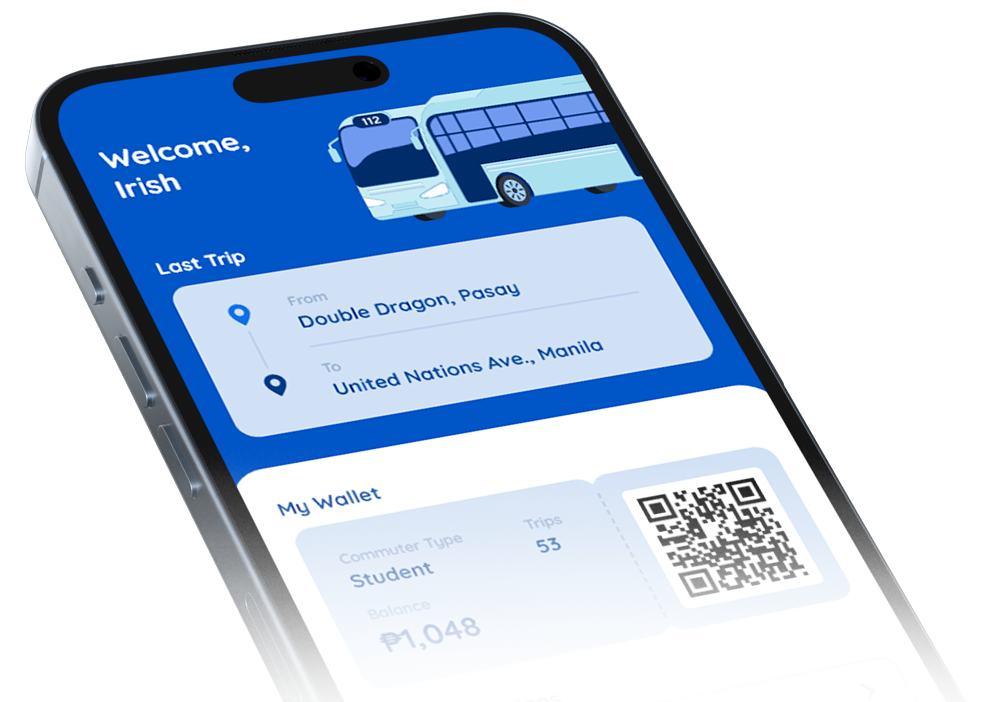 112
Welcome,
Irish
Last Trip
From
Double Dragon, Pasay
To
United Nations Ave., Manila
My Wallet
Commuter Type
Student
Trips
53
Balance
₱1,048